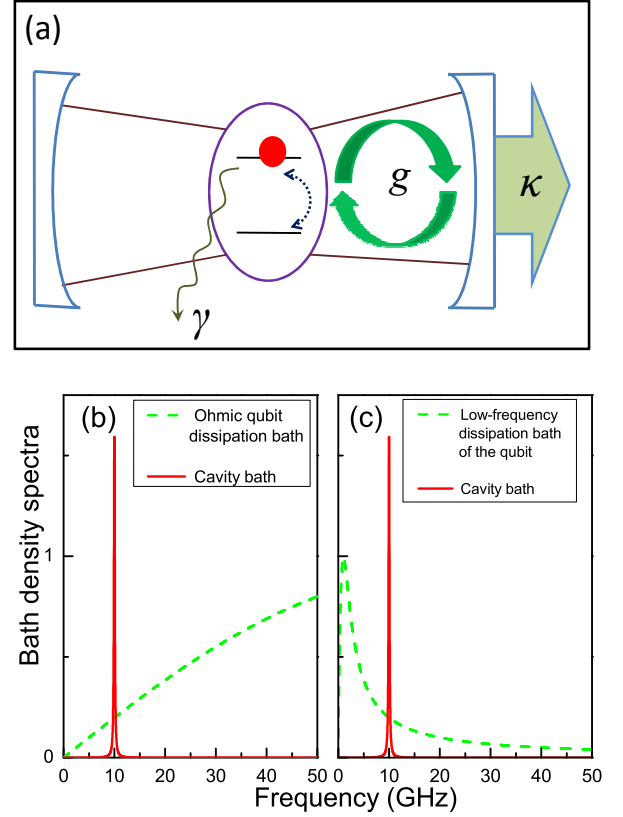 (a)
g
κ
γ
(b)
Ohmic qubit
dissipation bath
Cavity bath
(c)
Low-frequency
dissipation bath
of the qubit
Cavity bath
Bath density spectra
1
0
0 10 20 30 40 50
0 10 20 30 40 50
Frequency (GHz)